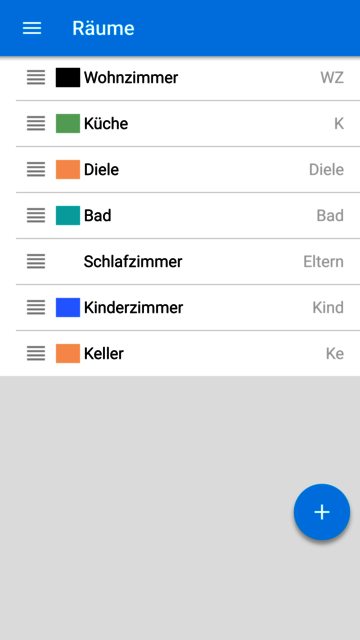 Räume
Wohnzimmer WZ
Küche K
Diele Diele
Bad Bad
Schlafzimmer Eltern
Kinderzimmer Kind
Keller Ke